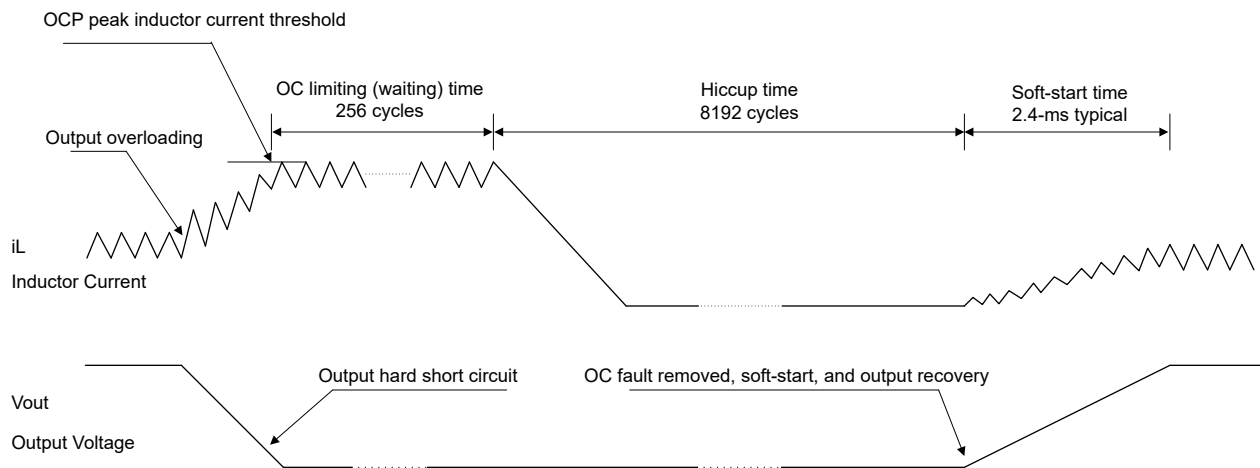 OCP peak inductor current threshold
OC limiting (waiting) time
256 cycles
Hiccup time
8192 cycles
Soft-start time
2.4-ms typical
Output overloading
iL
Inductor Current
Output hard short circuit
OC fault removed, soft-start, and output recovery
Vout
Output Voltage